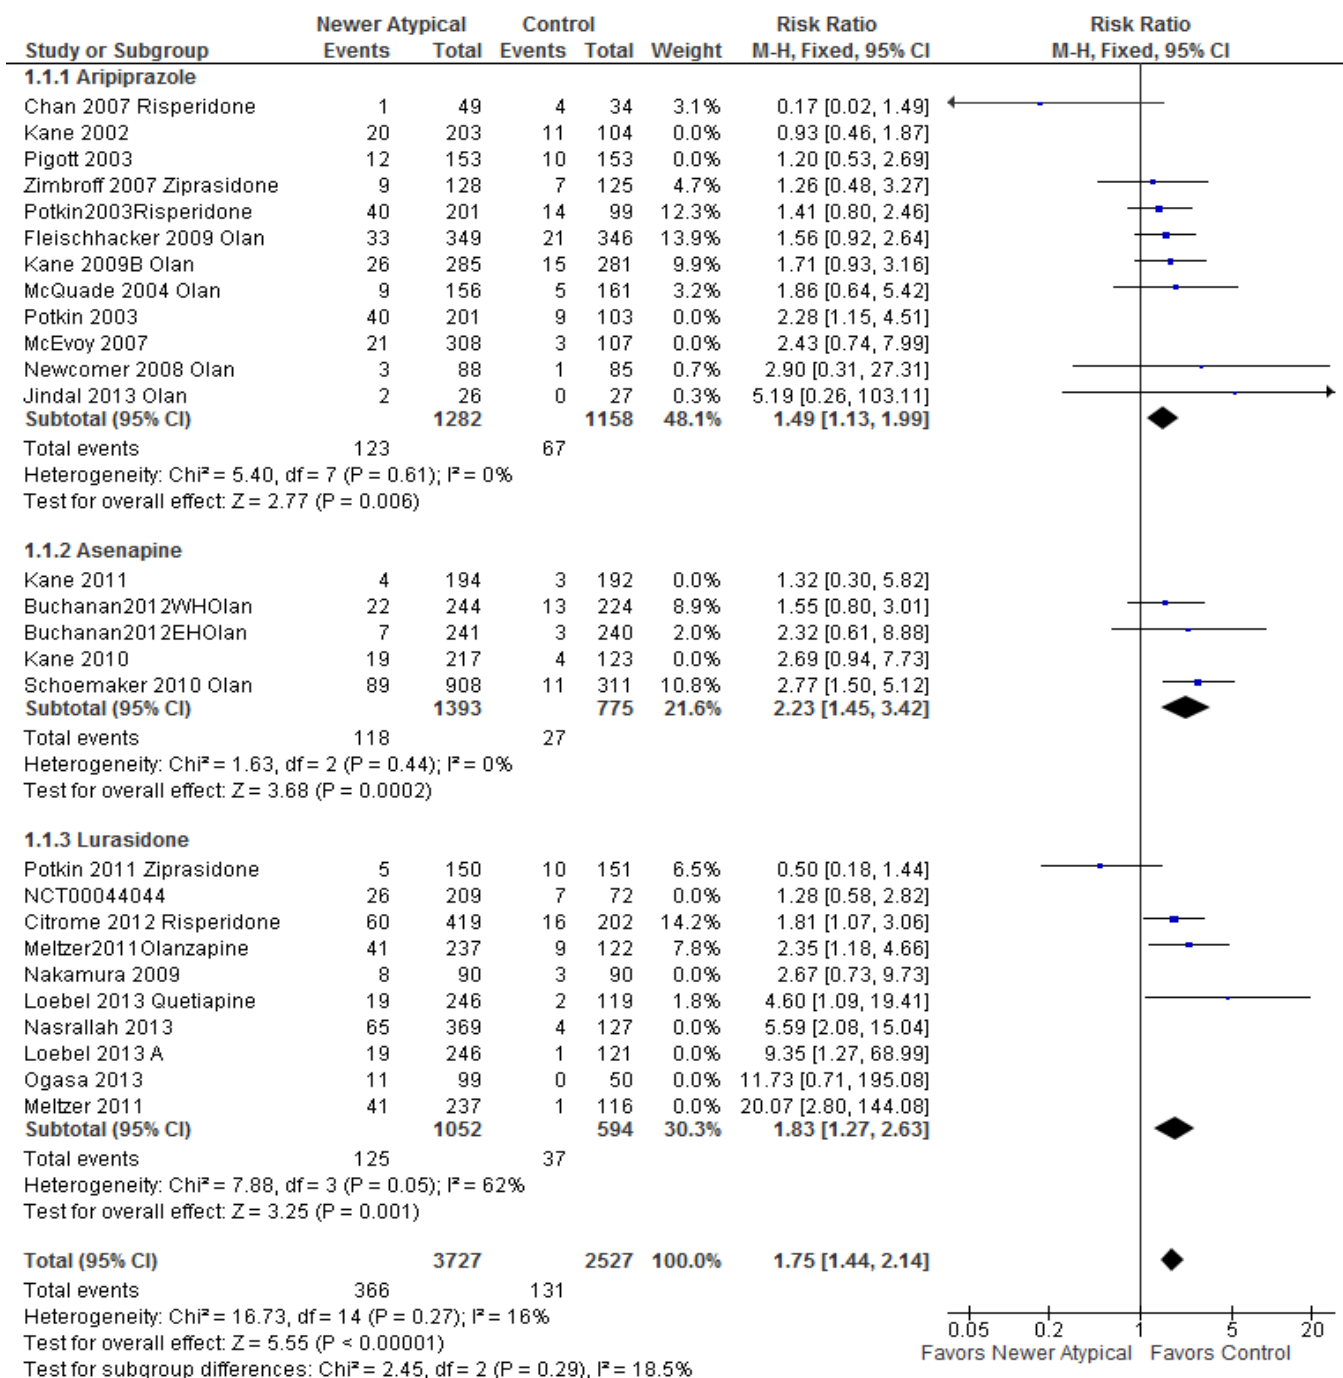 Newer Atypical Control Risk Ratio Risk Ratio
Study or Subgroup Events Total Events Total Weight M-H, Fixed, 95% CI M-H, Fixed, 95% CI
1.1.1 Aripiprazole
Chan 2007 Risperidone 1 49 4 34 3.1% 0.17 [0.02, 1.49]
Kane 2002 20 203 11 104 0.0% 0.93 [0.46, 1.87]
Pigott 2003 12 153 10 153 0.0% 1.20 [0.53, 2.69]
Zimbroff 2007 Ziprasidone 9 128 7 125 4.7% 1.26 [0.48, 3.27]
Potkin2003Risperidone 40 201 14 99 12.3% 1.41 [0.80, 2.46]
Fleischhacker 2009 Olan 33 349 21 346 13.9% 1.56 [0.92, 2.64]
Kane 2009B Olan 26 285 15 281 9.9% 1.71 [0.93, 3.16]
McQuade 2004 Olan 9 156 5 161 3.2% 1.86 [0.64, 5.42]
Potkin 2003 40 201 9 103 0.0% 2.28 [1.15, 4.51]
McEvoy 2007 21 308 3 107 0.0% 2.43 [0.74, 7.99]
Newcomer 2008 Olan 3 88 1 85 0.7% 2.90 [0.31, 27.31]
Jindal 2013 Olan 2 26 0 27 0.3% 5.19 [0.26, 103.11]
Subtotal (95% CI) 1282 1158 48.1% 1.49 [1.13, 1.99]
Total events 123 67
Heterogeneity: Chi² = 5.40, df = 7 (P = 0.61); I² = 0%
Test for overall effect: Z = 2.77 (P = 0.006)
1.1.2 Asenapine
Kane 2011 4 194 3 192 0.0% 1.32 [0.30, 5.82]
Buchanan2012WHOlan 22 244 13 224 8.9% 1.55 [0.80, 3.01]
Buchanan2012EHOlan 7 241 3 240 2.0% 2.32 [0.61, 8.88]
Kane 2010 19 217 4 123 0.0% 2.69 [0.94, 7.73]
Schoemaker 2010 Olan 89 908 11 311 10.8% 2.77 [1.50, 5.12]
Subtotal (95% CI) 1393 775 21.6% 2.23 [1.45, 3.42]
Total events 118 27
Heterogeneity: Chi² = 1.63, df = 2 (P = 0.44); I² = 0%
Test for overall effect: Z = 3.68 (P = 0.0002)
1.1.3 Lurasidone
Potkin 2011 Ziprasidone 5 150 10 151 6.5% 0.50 [0.18, 1.44]
NCT00044044 26 209 7 72 0.0% 1.28 [0.58, 2.82]
Citrome 2012 Risperidone 60 419 16 202 14.2% 1.81 [1.07, 3.06]
Meltzer2011Olanzapine 41 237 9 122 7.8% 2.35 [1.18, 4.66]
Nakamura 2009 8 90 3 90 0.0% 2.67 [0.73, 9.73]
Loebel 2013 Quetiapine 19 246 2 119 1.8% 4.60 [1.09, 19.41]
Nasrallah 2013 65 369 4 127 0.0% 5.59 [2.08, 15.04]
Loebel 2013 A 19 246 1 121 0.0% 9.35 [1.27, 68.99]
Ogasa 2013 11 99 0 50 0.0% 11.73 [0.71, 195.08]
Meltzer 2011 41 237 1 116 0.0% 20.07 [2.80, 144.08]
Subtotal (95% CI) 1052 594 30.3% 1.83 [1.27, 2.63]
Total events 125 37
Heterogeneity: Chi² = 7.88, df = 3 (P = 0.05); I² = 62%
Test for overall effect: Z = 3.25 (P = 0.001)
Total (95% CI) 3727 2527 100.0% 1.75 [1.44, 2.14]
Total events 366 131
Heterogeneity: Chi² = 16.73, df = 14 (P = 0.27); I² = 16%
Test for overall effect: Z = 5.55 (P < 0.00001)
Test for subgroup differences: Chi² = 2.45, df = 2 (P = 0.29), I² = 18.5%
0.05 0.2 1 5 20
Favors Newer Atypical Favors Control